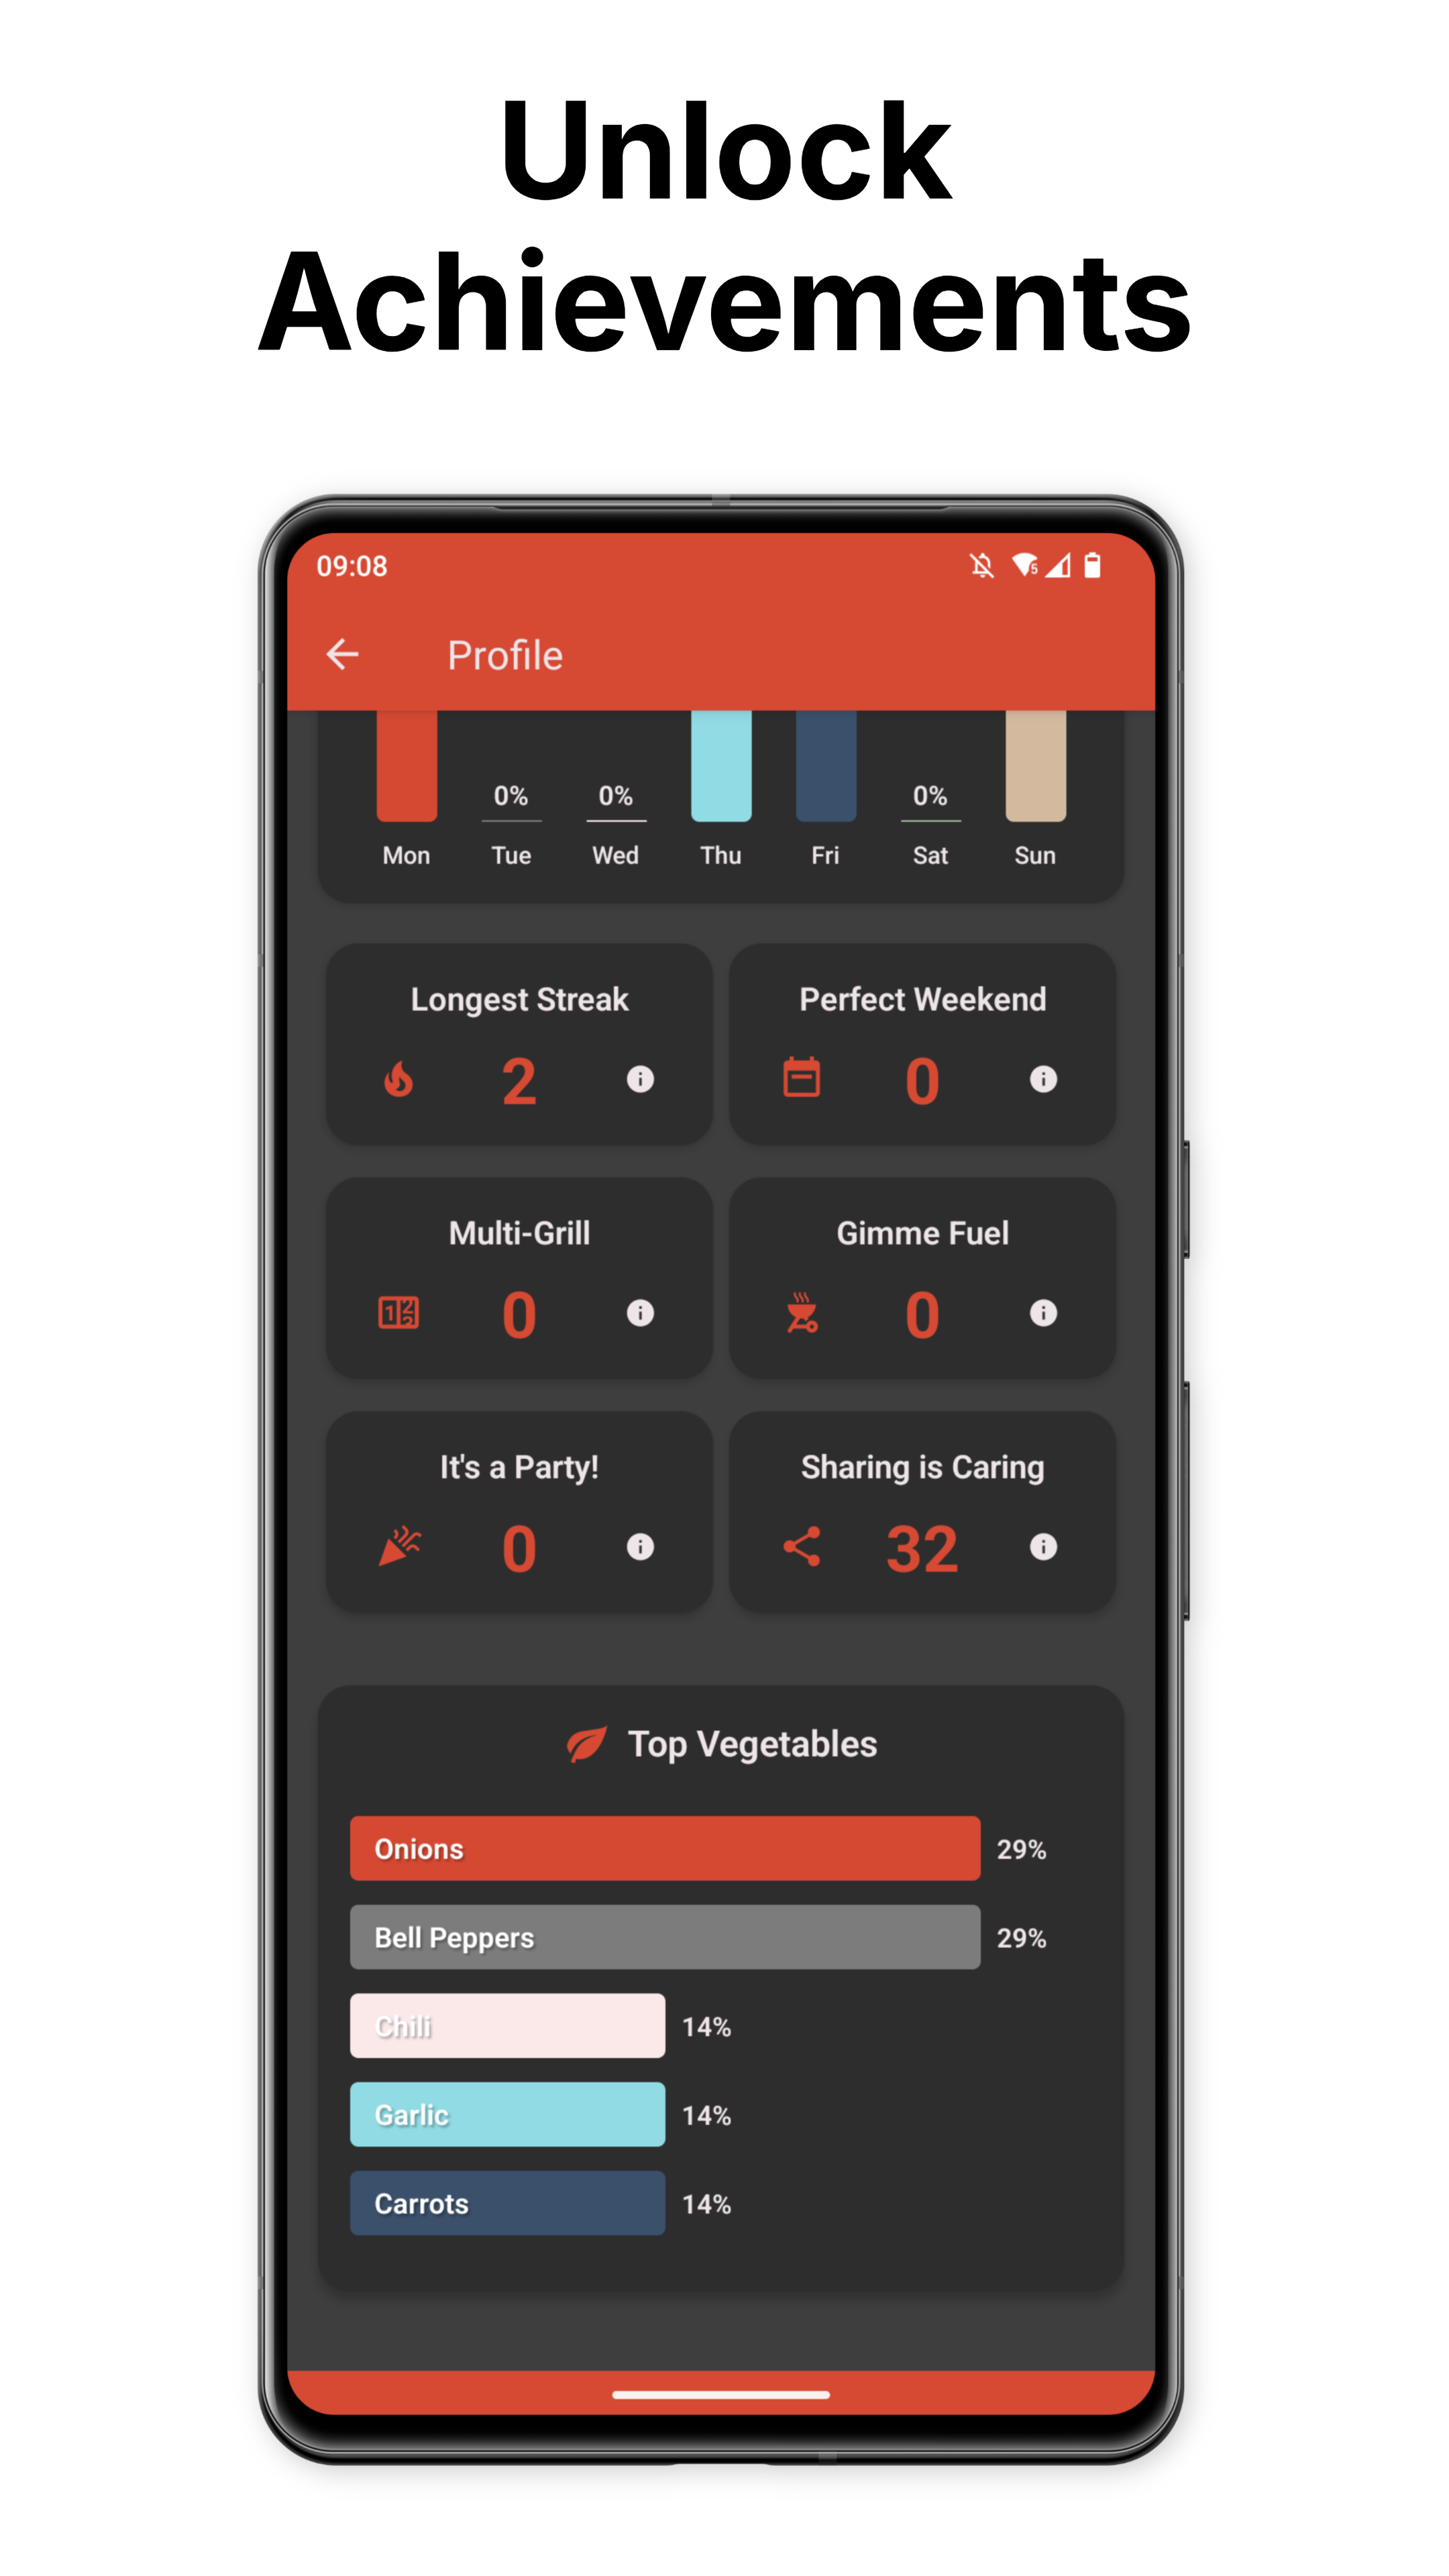 Unlock
Achievements
09:08
5
Profile
0% 0% 0%
Mon Tue Wed Thu Fri Sat Sun
Longest Streak Perfect Weekend
2 0
Multi-Grill Gimme Fuel
0 0
It's a Party! Sharing is Caring
0 32
Top Vegetables
Onions 29%
Bell Peppers 29%
Chili 14%
Garlic 14%
Carrots 14%